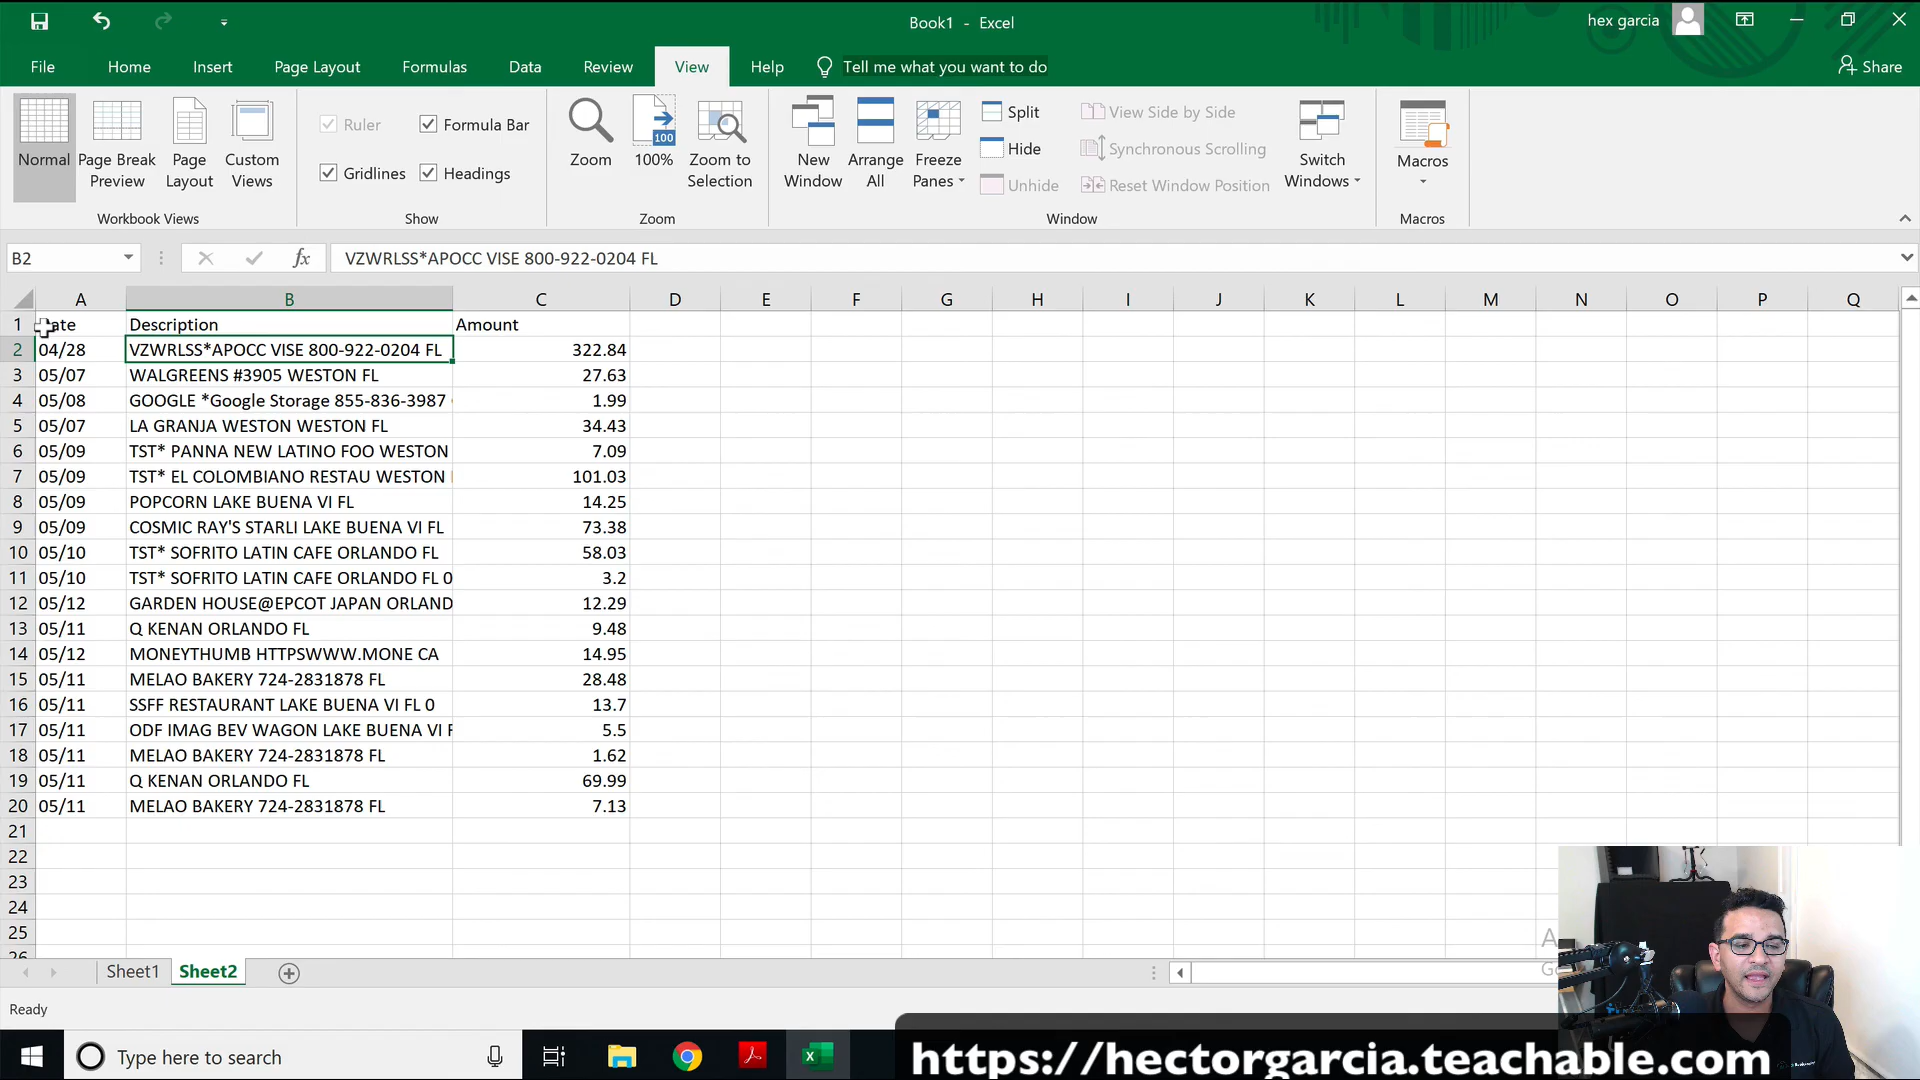 Book1 - Excel
hex garcia
File Home Insert Page Layout Formulas Data Review View Help Tell me what you want to do Share
Normal
Page Break Preview
Page Layout
Custom Views
Workbook Views
Ruler Formula Bar
Gridlines Headings
Show
Zoom
100
100%
Zoom to Selection
Zoom
New Window
Arrange All
Freeze Panes
Split
Hide
Unhide
View Side by Side
Synchronous Scrolling
Reset Window Position
Switch Windows
Window
Macros
Macros
B2 fx VZWRLSS*APOCC VISE 800-922-0204 FL
A B C D E F G H I J K L M N O P Q
1 ate Description Amount
2 04/28 VZWRLSS*APOCC VISE 800-922-0204 FL 322.84
3 05/07 WALGREENS #3905 WESTON FL 27.63
4 05/08 GOOGLE *Google Storage 855-836-3987 1.99
5 05/07 LA GRANJA WESTON WESTON FL 34.43
6 05/09 TST* PANNA NEW LATINO FOO WESTON 7.09
7 05/09 TST* EL COLOMBIANO RESTAU WESTON 101.03
8 05/09 POPCORN LAKE BUENA VI FL 14.25
9 05/09 COSMIC RAY'S STARLI LAKE BUENA VI FL 73.38
10 05/10 TST* SOFRITO LATIN CAFE ORLANDO FL 58.03
11 05/10 TST* SOFRITO LATIN CAFE ORLANDO FL 0 3.2
12 05/12 GARDEN HOUSE@EPCOT JAPAN ORLAND 12.29
13 05/11 Q KENAN ORLANDO FL 9.48
14 05/12 MONEYTHUMB HTTPSWWW.MONE CA 14.95
15 05/11 MELAO BAKERY 724-2831878 FL 28.48
16 05/11 SSFF RESTAURANT LAKE BUENA VI FL 0 13.7
17 05/11 ODF IMAG BEV WAGON LAKE BUENA VI F 5.5
18 05/11 MELAO BAKERY 724-2831878 FL 1.62
19 05/11 Q KENAN ORLANDO FL 69.99
20 05/11 MELAO BAKERY 724-2831878 FL 7.13
21
22
23
24
25
26
Sheet1 Sheet2
Ready
Type here to search
https://hectorgarcia.teachable.com